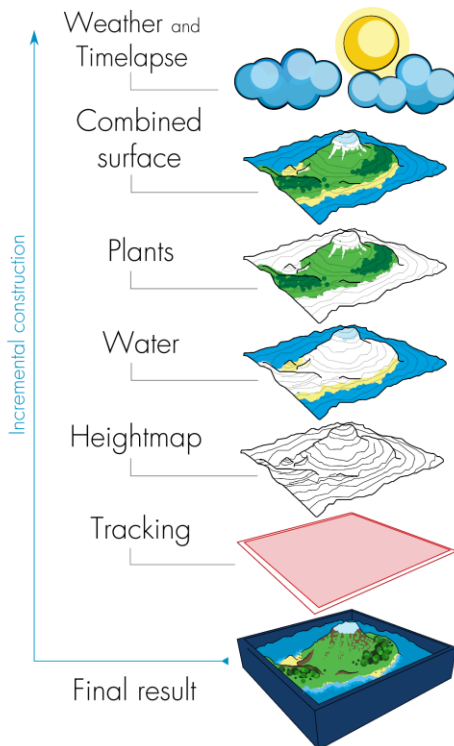 Weather and
Timelapse
Combined
surface
Plants
Water
Heightmap
Tracking
Final result
Incremental construction